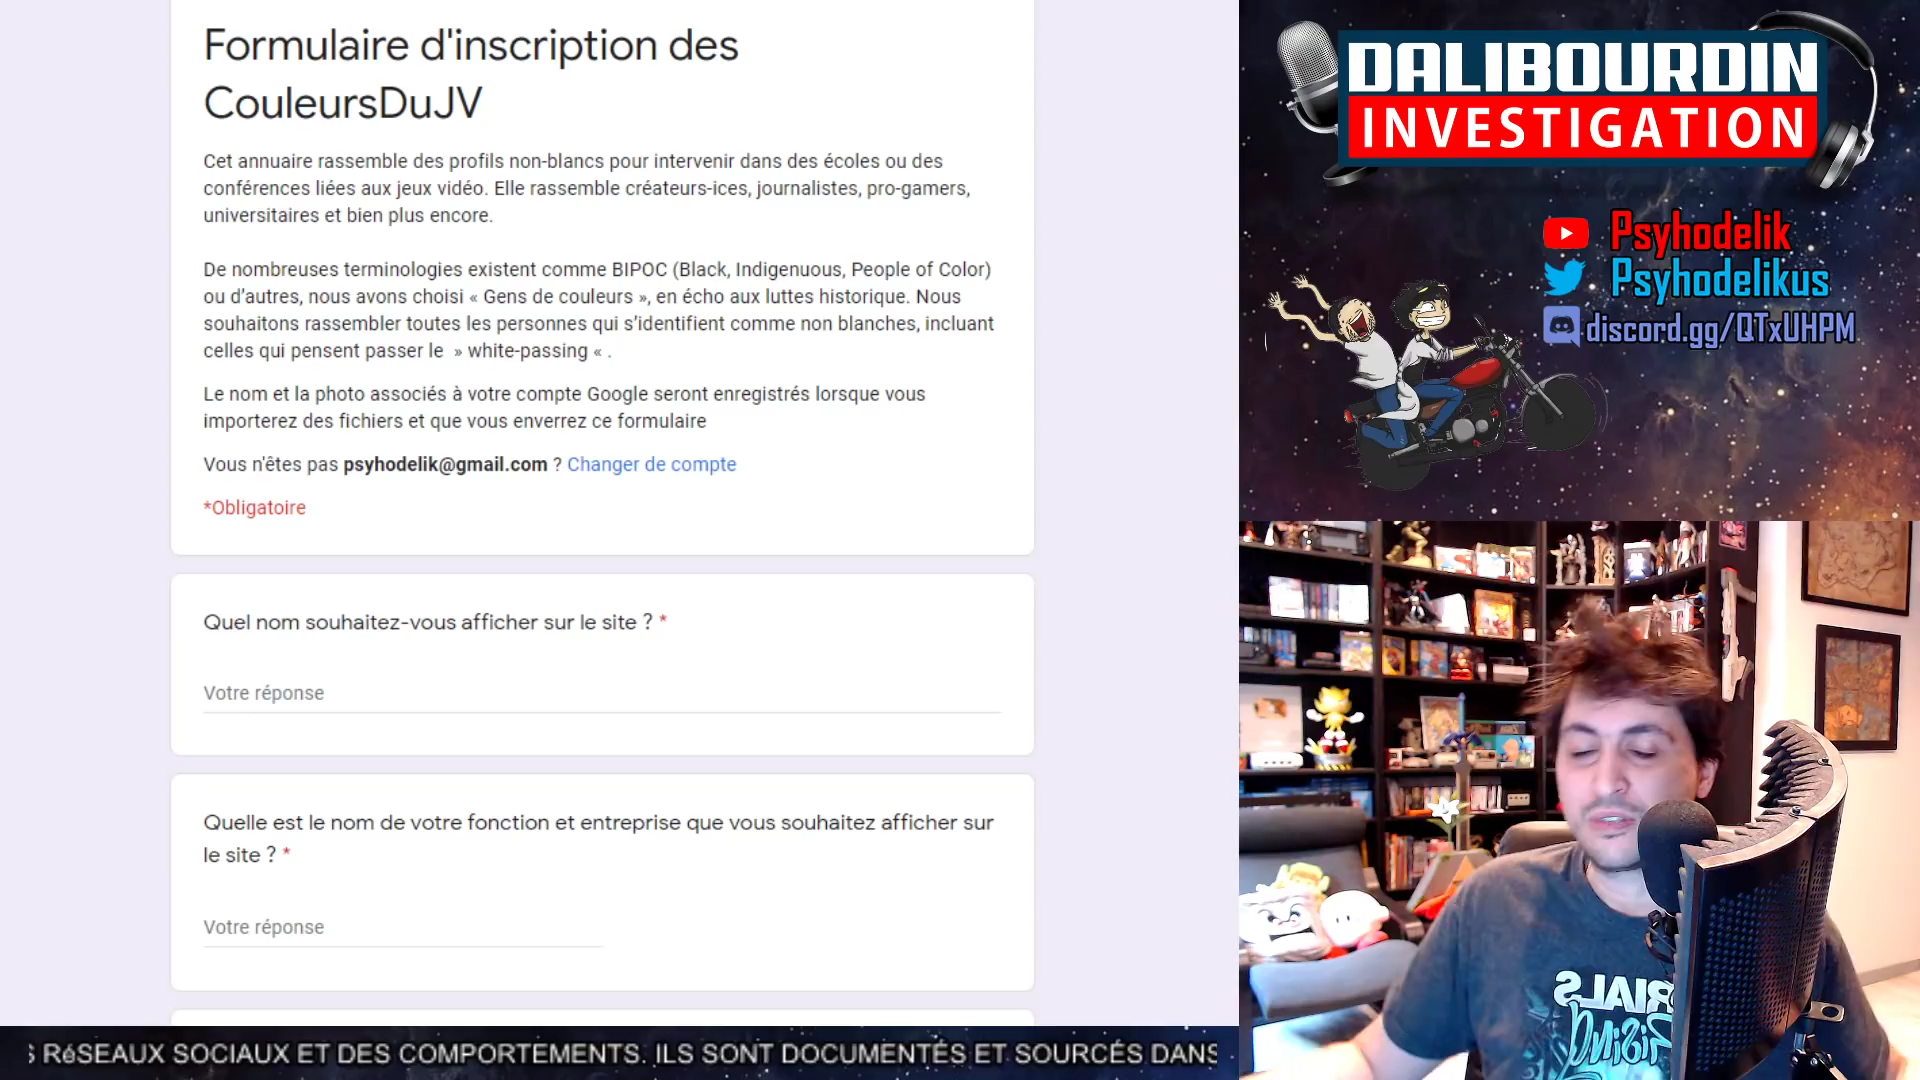 Formulaire d'inscription des
CouleursDuJV
Cet annuaire rassemble des profils non-blancs pour intervenir dans des écoles ou des
conférences liées aux jeux vidéo. Elle rassemble créateurs-ices, journalistes, pro-gamers,
universitaires et bien plus encore.
De nombreuses terminologies existent comme BIPOC (Black, Indigenuous, People of Color)
ou d'autres, nous avons choisi « Gens de couleurs », en écho aux luttes historique. Nous
souhaitons rassembler toutes les personnes qui s'identifient comme non blanches, incluant
celles qui pensent passer le » white-passing « .
Le nom et la photo associés à votre compte Google seront enregistrés lorsque vous
importerez des fichiers et que vous enverrez ce formulaire
Vous n'êtes pas psyhodelik@gmail.com ? Changer de compte
*Obligatoire
Quel nom souhaitez-vous afficher sur le site ? *
Votre réponse
Quelle est le nom de votre fonction et entreprise que vous souhaitez afficher sur
le site ? *
Votre réponse
RéSEAUX SOCIAUX ET DES COMPORTEMENTS. ILS SONT DOCUMENTÉS ET SOURCÉS DANS
DALIBOURDIN
INVESTIGATION
Psyhodelik
Psyhodelikus
discord.gg/QTxUHPM